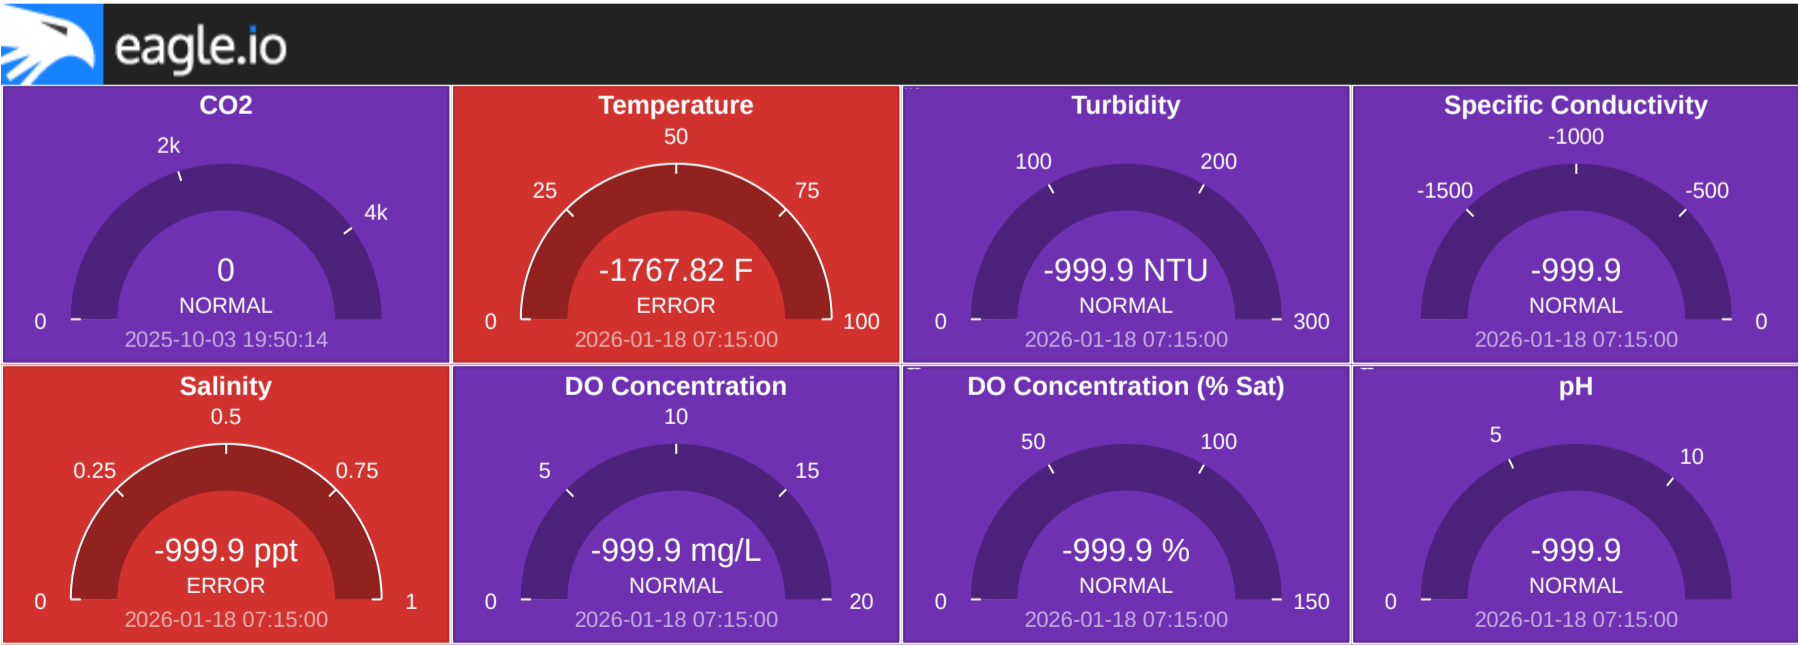 eagle.io
CO2
2k
4k
0
0
NORMAL
2025-10-03 19:50:14
Temperature
50
25
75
-1767.82 F
ERROR
0
100
2026-01-18 07:15:00
Turbidity
100
200
-999.9 NTU
NORMAL
0
300
2026-01-18 07:15:00
Specific Conductivity
-1000
-1500
-500
-999.9
NORMAL
0
2026-01-18 07:15:00
Salinity
0.5
0.25
0.75
-999.9 ppt
ERROR
0
1
2026-01-18 07:15:00
DO Concentration
10
5
15
-999.9 mg/L
NORMAL
0
20
2026-01-18 07:15:00
DO Concentration (% Sat)
50
100
-999.9 %
NORMAL
0
150
2026-01-18 07:15:00
pH
5
10
-999.9
NORMAL
0
2026-01-18 07:15:00